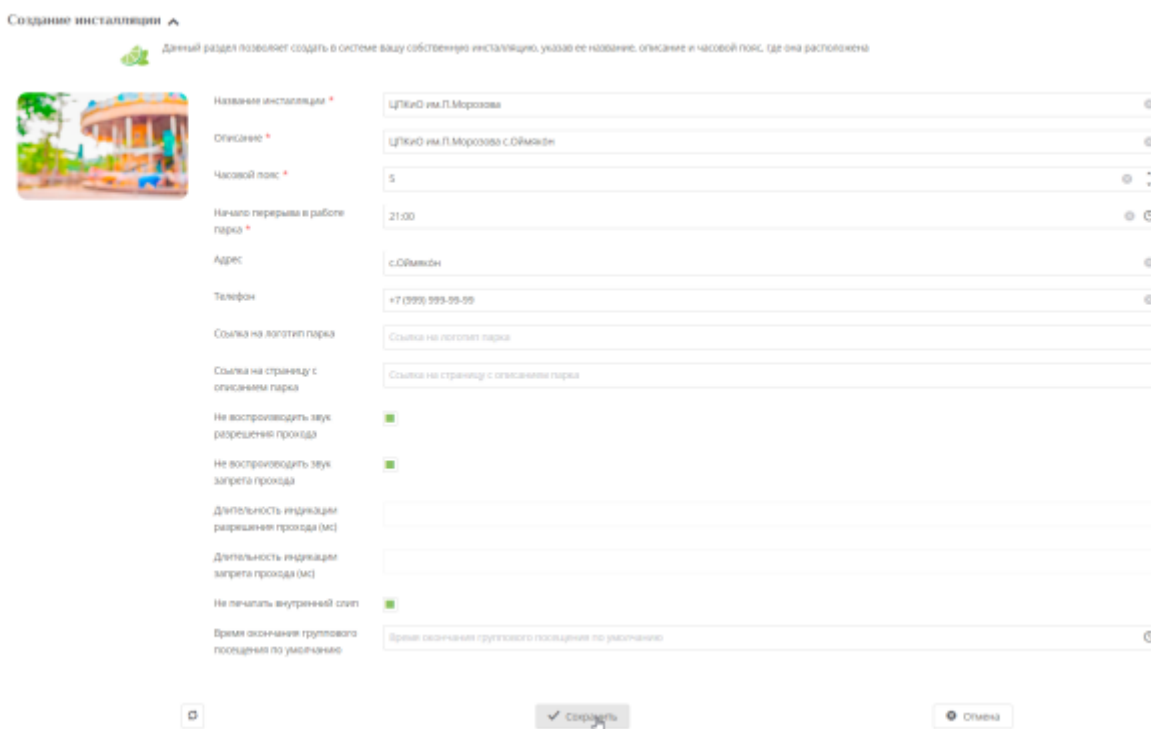 Создание инсталляции
Данный раздел позволяет создать в системе вашу собственную инсталляцию, указав ее название, описание и часовой пояс, где она расположена
Название инсталляции *
ЦПКиО им.П.Морозова
Описание *
ЦПКиО им.П.Морозова с.Оймякон
Часовой пояс *
5
Начало перерыва в работе
парка *
21:00
Адрес
с.Оймякон
Телефон
+7 (999) 999-99-99
Ссылка на логотип парка
Ссылка на логотип парка
Ссылка на страницу с
описанием парка
Ссылка на страницу с описанием парка
Не воспроизводить звук
разрешения прохода
Не воспроизводить звук
запрета прохода
Длительность индикации
разрешения прохода (мс)
Длительность индикации
запрета прохода (мс)
Не печатать внутренний слип
Время окончания группового
посещения по умолчанию
Время окончания группового посещения по умолчанию
Сохранить
Отмена